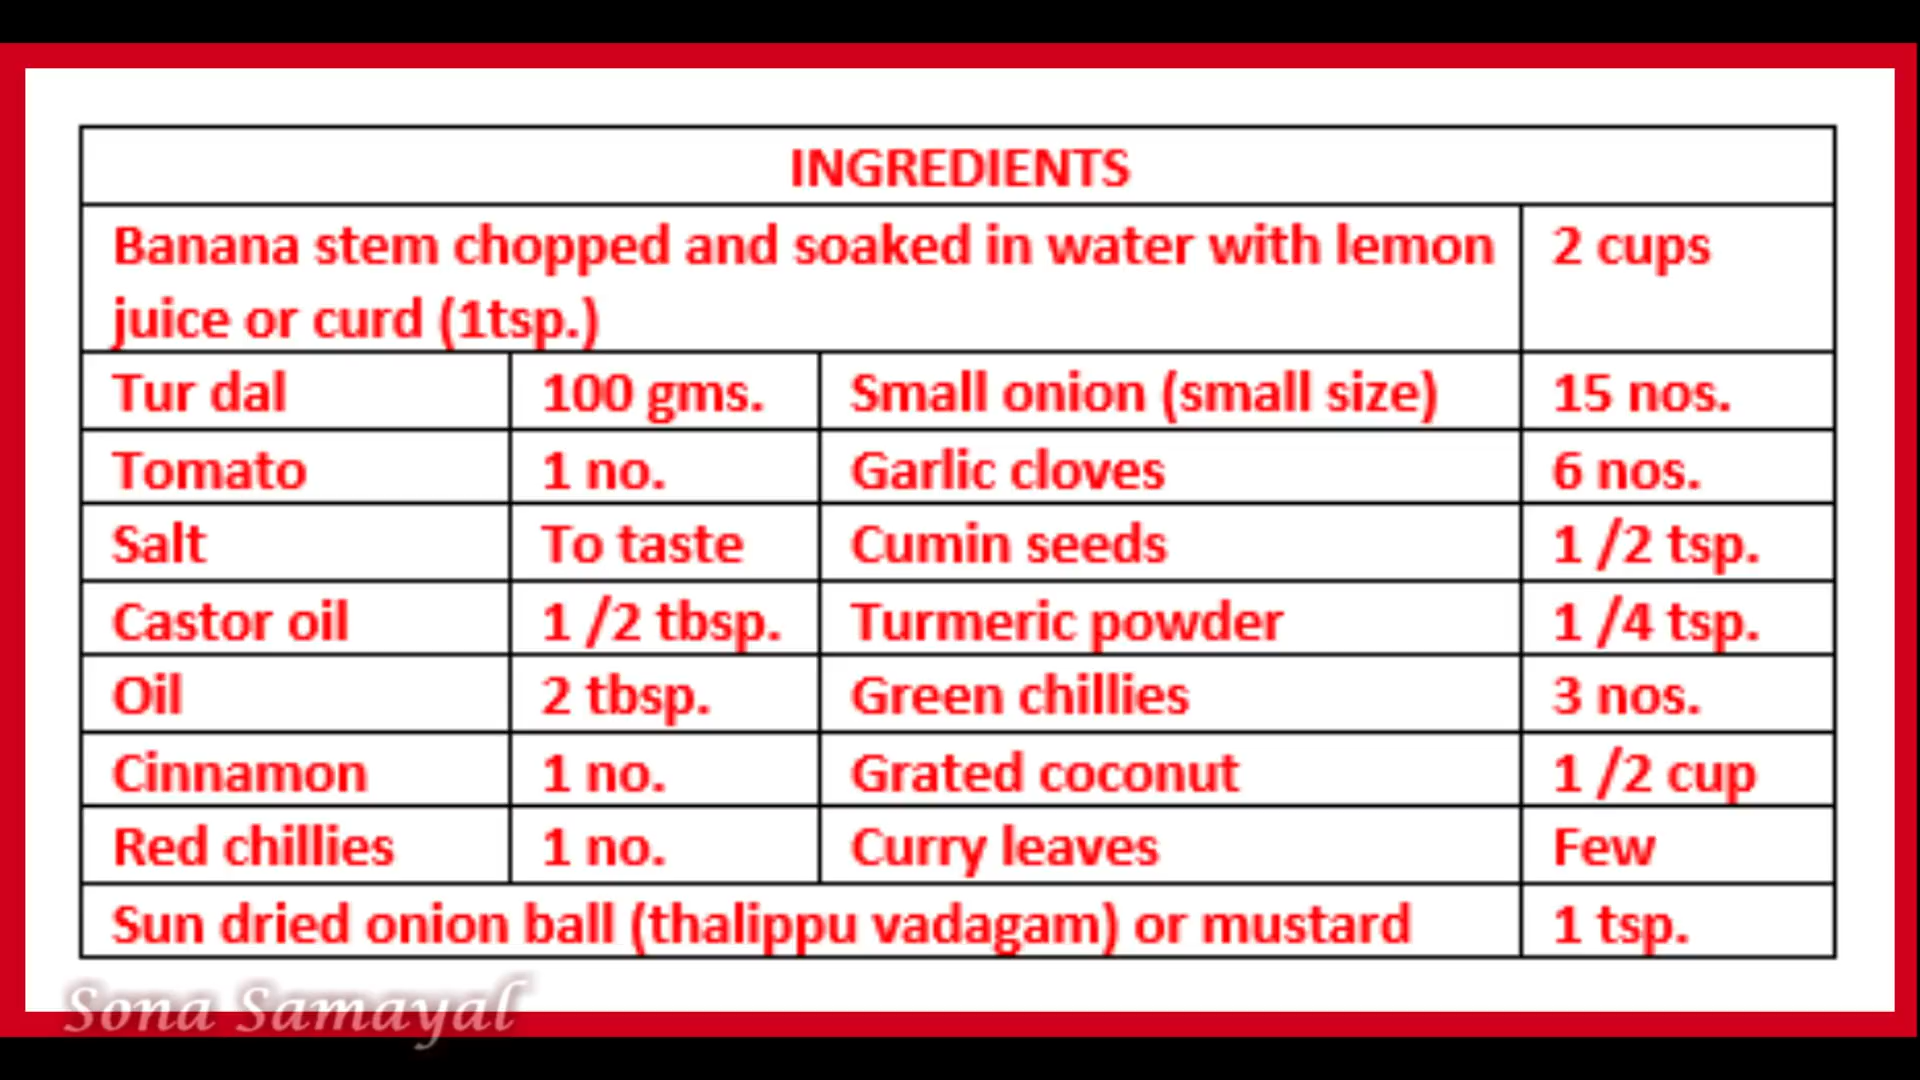 INGREDIENTS
Banana stem chopped and soaked in water with lemon 2 cups
juice or curd (1tsp.)
Tur dal 100 gms. Small onion (small size) 15 nos.
Tomato 1 no. Garlic cloves 6 nos.
Salt To taste Cumin seeds 1 /2 tsp.
Castor oil 1 /2 tbsp. Turmeric powder 1 /4 tsp.
Oil 2 tbsp. Green chillies 3 nos.
Cinnamon 1 no. Grated coconut 1 /2 cup
Red chillies 1 no. Curry leaves Few
Sun dried onion ball (thalippu vadagam) or mustard 1 tsp.
Sona Samayal